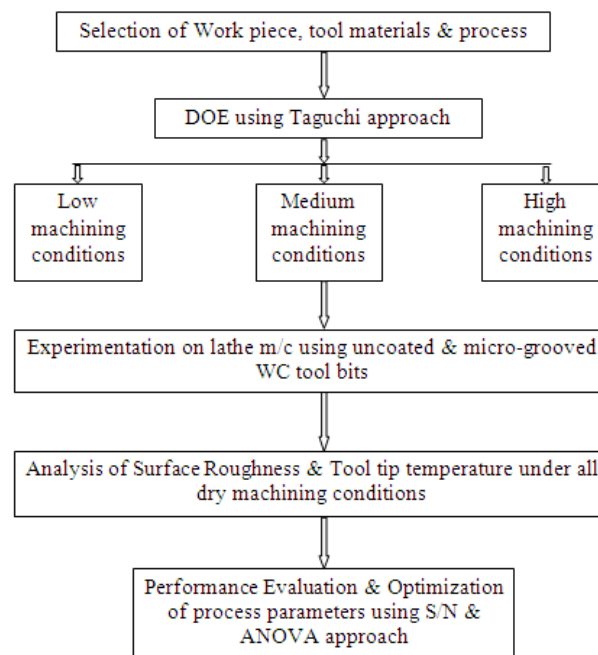 Selection of Work piece, tool materials & process
DOE using Taguchi approach
Low
machining
conditions
Medium
machining
conditions
High
machining
conditions
Experimentation on lathe m/c using uncoated & micro-grooved
WC tool bits
Analysis of Surface Roughness & Tool tip temperature under all
dry machining conditions
Performance Evaluation & Optimization
of process parameters using S/N &
ANOVA approach